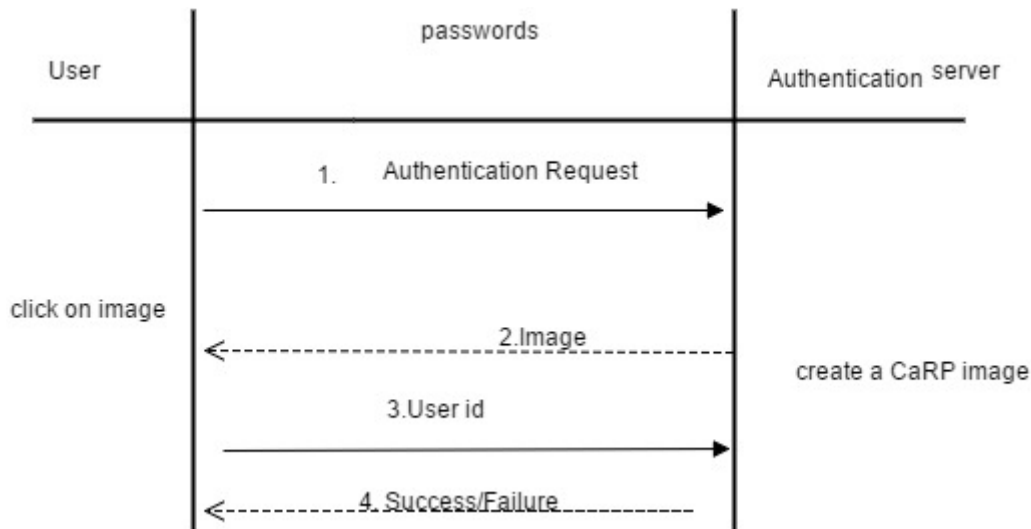 passwords
User
Authentication server
1. Authentication Request
click on image
2.Image
create a CaRP image
3.User id
4. Success/Failure